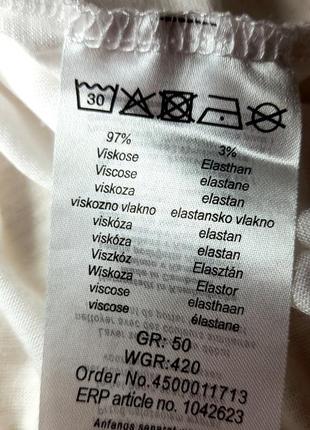 30
97% 3%
Viskose Elasthan
Viscose elastane
viskoza elastan
viskozno vlakno elastansko vlakno
viskóza elastan
viskóza elastan
Viszkóz Elasztán
Wiskoza Elastor
viscose elasthaan
viscose élastane
GR: 50
WGR:420
Order No.4500011713
ERP article no. 1042623